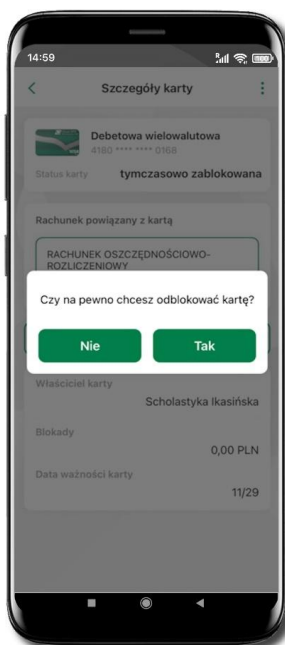 14:59
Szczegóły karty
Debetowa wielowalutowa
4160 **** **** 0168
Status karty tymczasowo zablokowana
Rachunek powiązany z kartą
RACHUNEK OSZCZĘDNOŚCIOWO-
ROZLICZENIOWY
Czy na pewno chcesz odblokować kartę?
Nie Tak
Właściciel karty
Scholastyka Ikasińska
Blokady
0,00 PLN
Data ważności karty
11/29